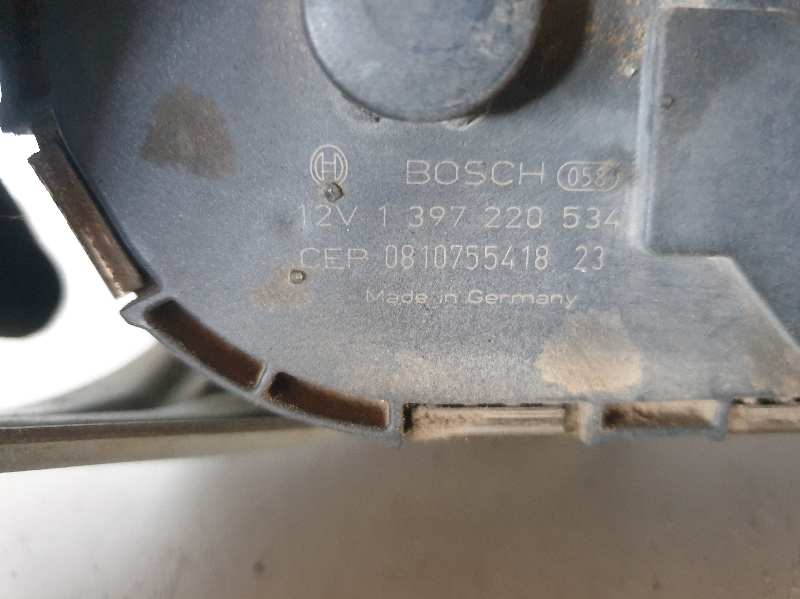 BOSCH 058
12V 1 397 220 534
CEP 0810755418 23
Made in Germany